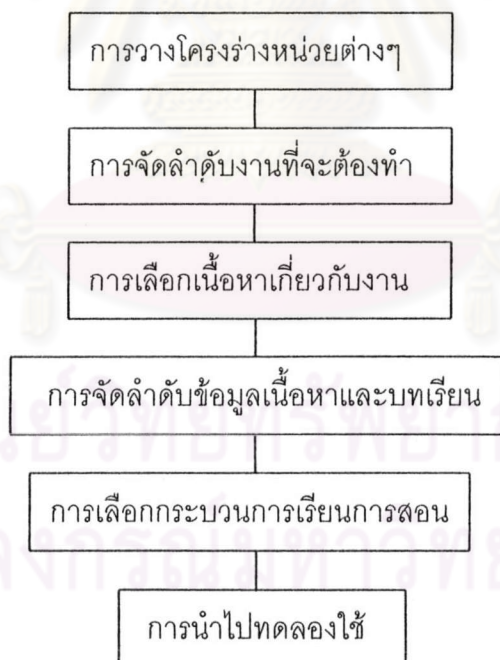 การวางโครงร่างหน่วยต่างๆ
การจัดลำดับงานที่จะต้องทำ
การเลือกเนื้อหาเกี่ยวกับงาน
การจัดลำดับข้อมูลเนื้อหาและบทเรียน
การเลือกกระบวนการเรียนการสอน
การนำไปทดลองใช้